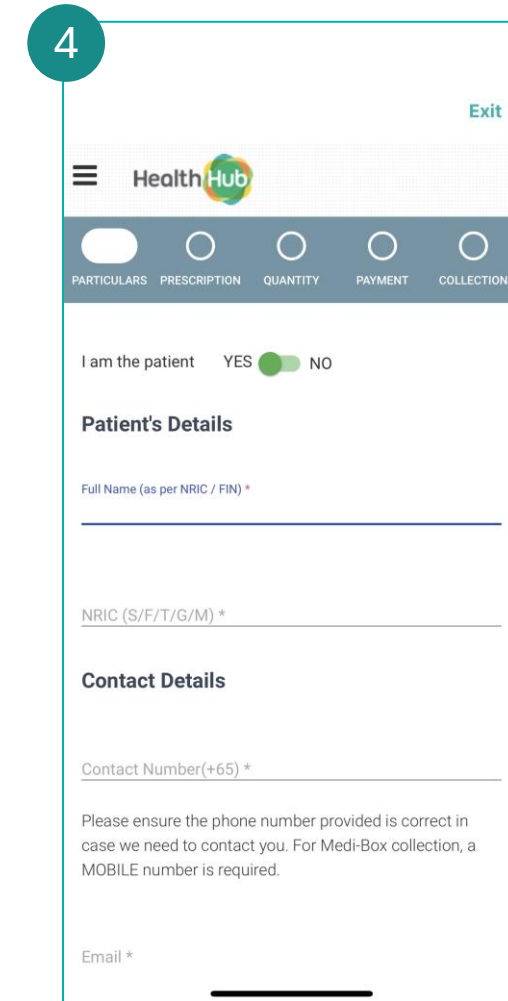 4
Exit
HealthHub
PARTICULARS PRESCRIPTION QUANTITY PAYMENT COLLECTION
I am the patient YES NO
Patient's Details
Full Name (as per NRIC / FIN) *
NRIC (S/F/T/G/M) *
Contact Details
Contact Number(+65) *
Please ensure the phone number provided is correct in
case we need to contact you. For Medi-Box collection, a
MOBILE number is required.
Email *